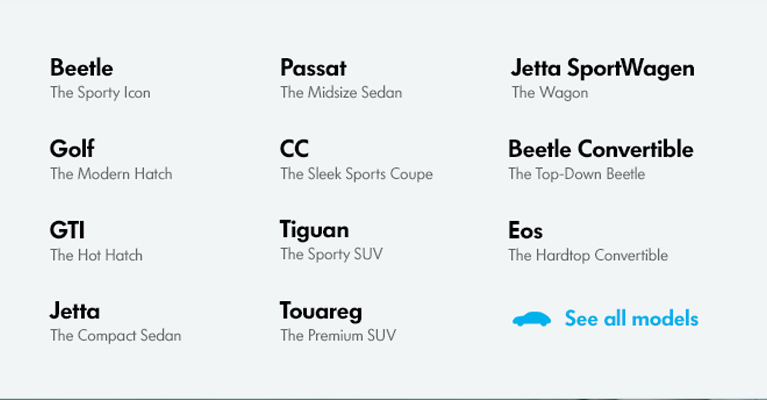 Beetle
The Sporty Icon
Golf
The Modern Hatch
GTI
The Hot Hatch
Jetta
The Compact Sedan
Passat
The Midsize Sedan
CC
The Sleek Sports Coupe
Tiguan
The Sporty SUV
Touareg
The Premium SUV
Jetta SportWagen
The Wagon
Beetle Convertible
The Top-Down Beetle
Eos
The Hardtop Convertible
See all models